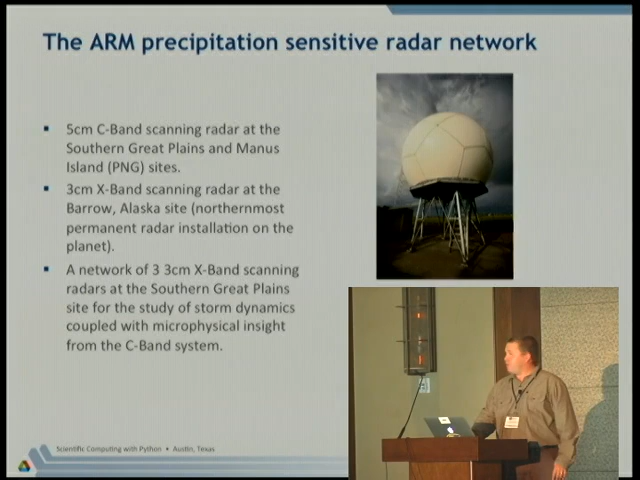 The ARM precipitation sensitive radar network
5cm C-Band scanning radar at the
Southern Great Plains and Manus
Island (PNG) sites.
3cm X-Band scanning radar at the
Barrow, Alaska site (northernmost
permanent radar installation on the
planet).
A network of 3 3cm X-Band scanning
radars at the Southern Great Plains
site for the study of storm dynamics
coupled with microphysical insight
from the C-Band system.
Scientific Computing with Python • Austin, Texas